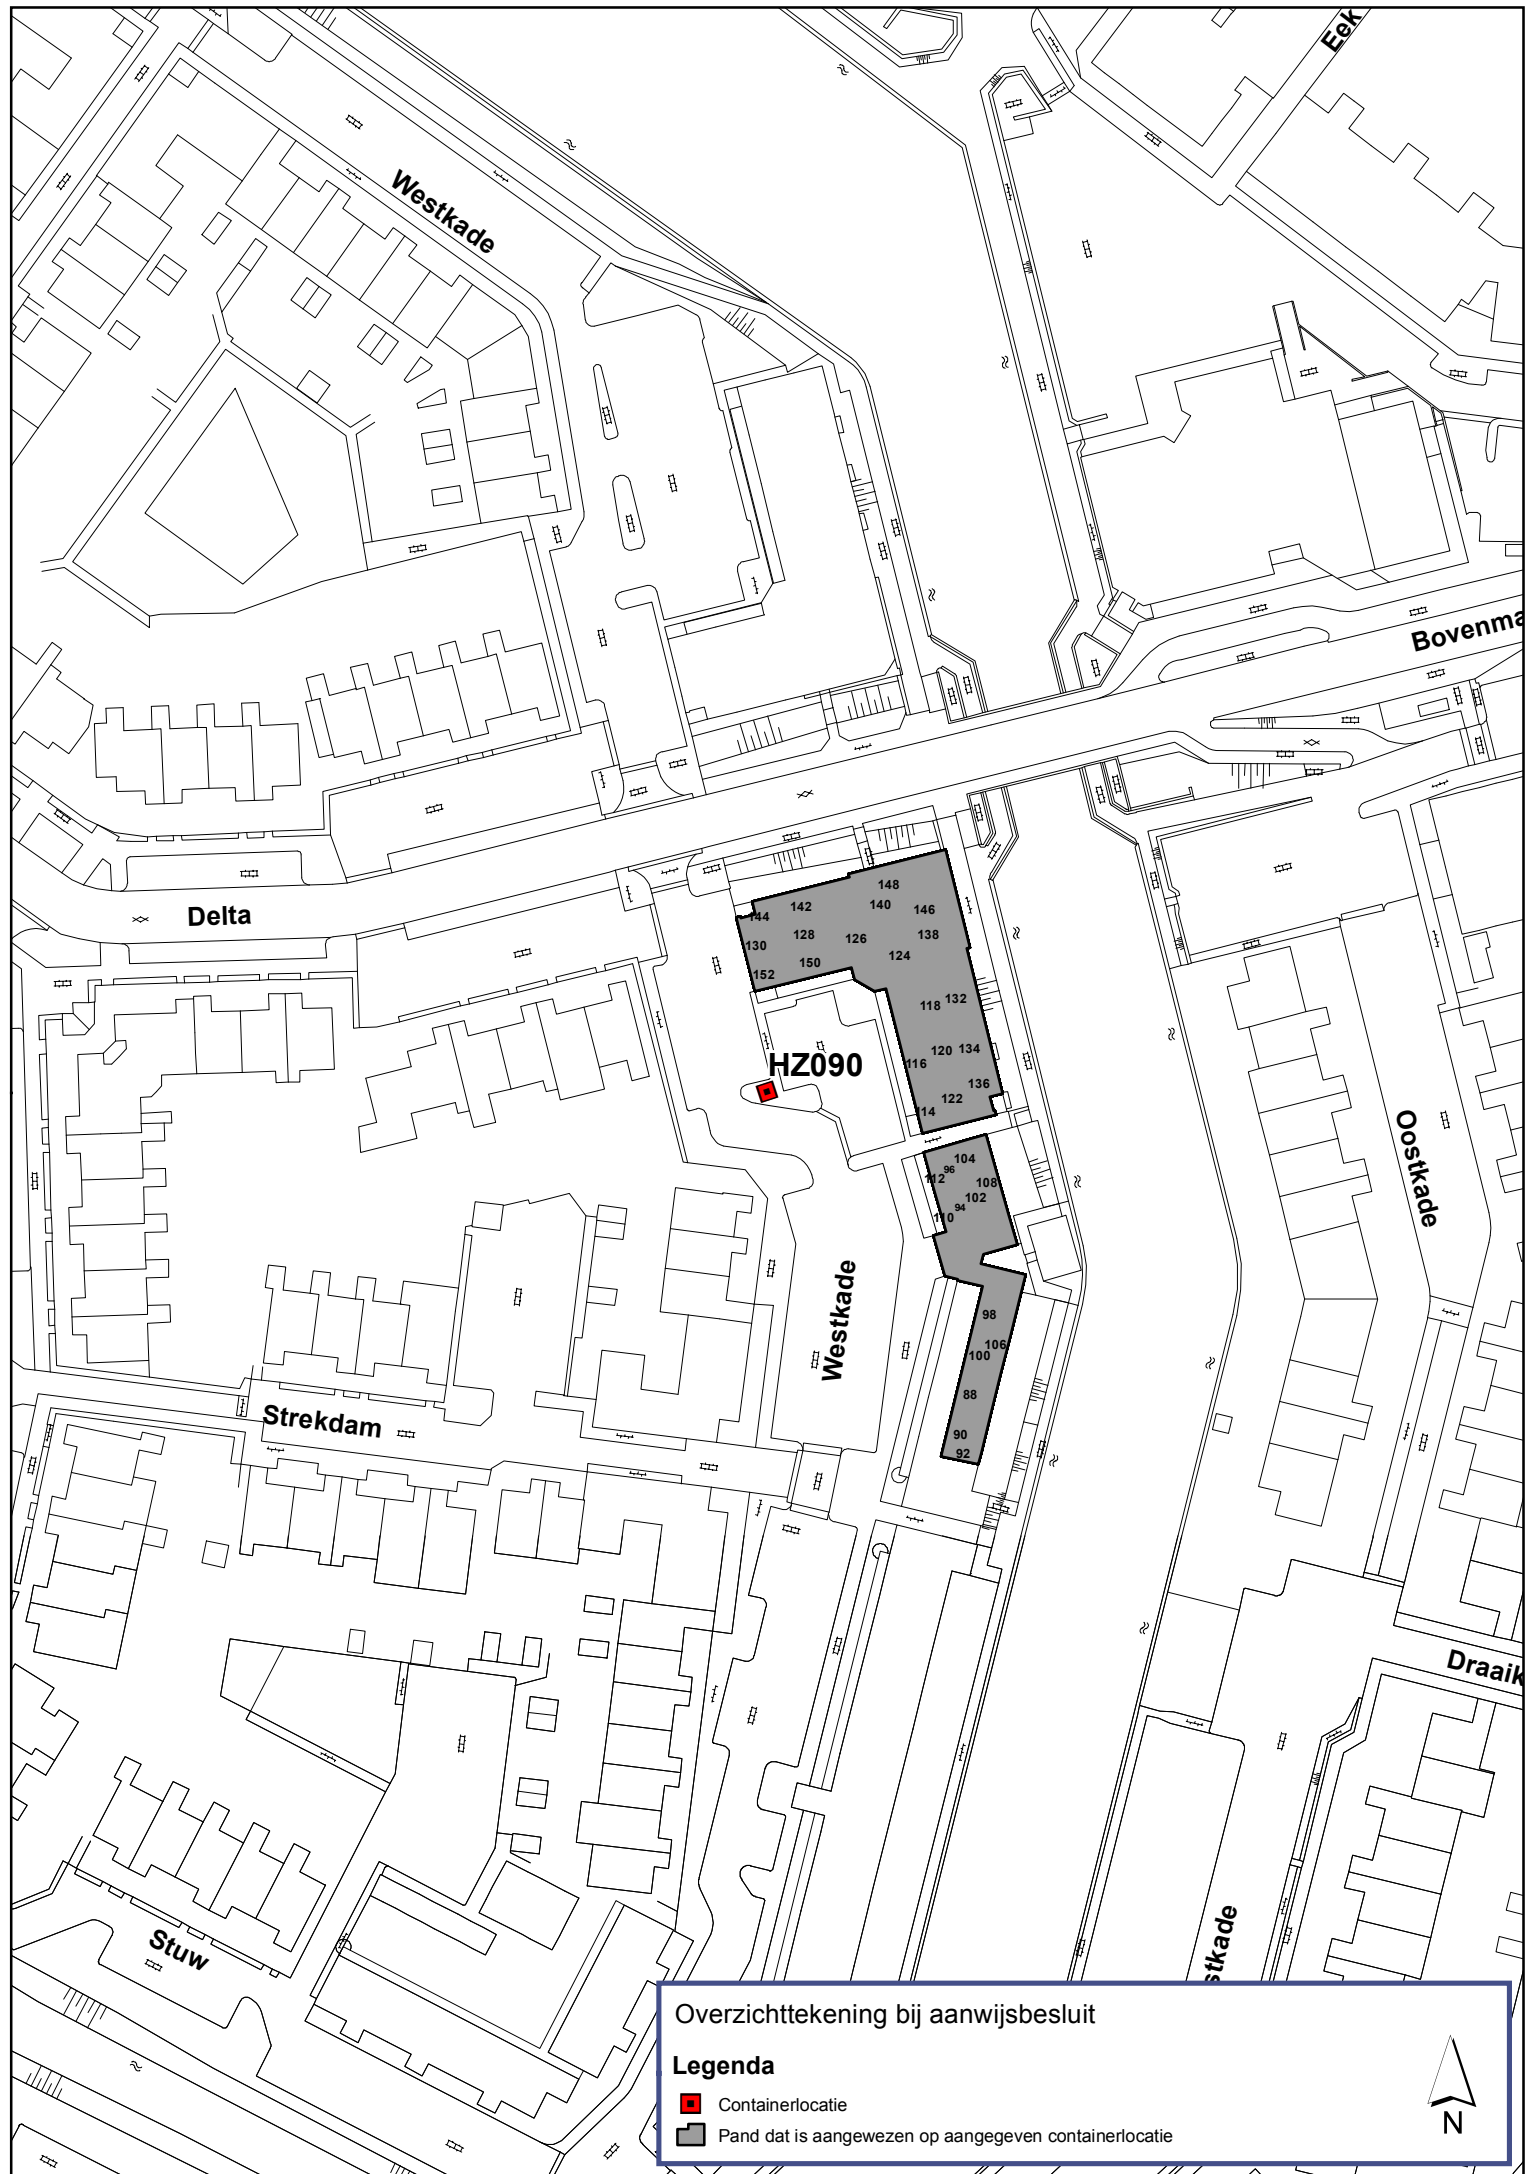 Eek
Westkade
Bovenma
Delta
148
142
140
146
144
128
126
138
130
124
150
152
132
118
120
134
116
HZ090
136
122
114
104
96
112
108
102
94
110
Oostkade
Westkade
98
106
100
88
90
92
Strekdam
Draaik
Stuw
stkade
Overzichttekening bij aanwijsbesluit
Legenda
Containerlocatie
Pand dat is aangewezen op aangegeven containerlocatie
N